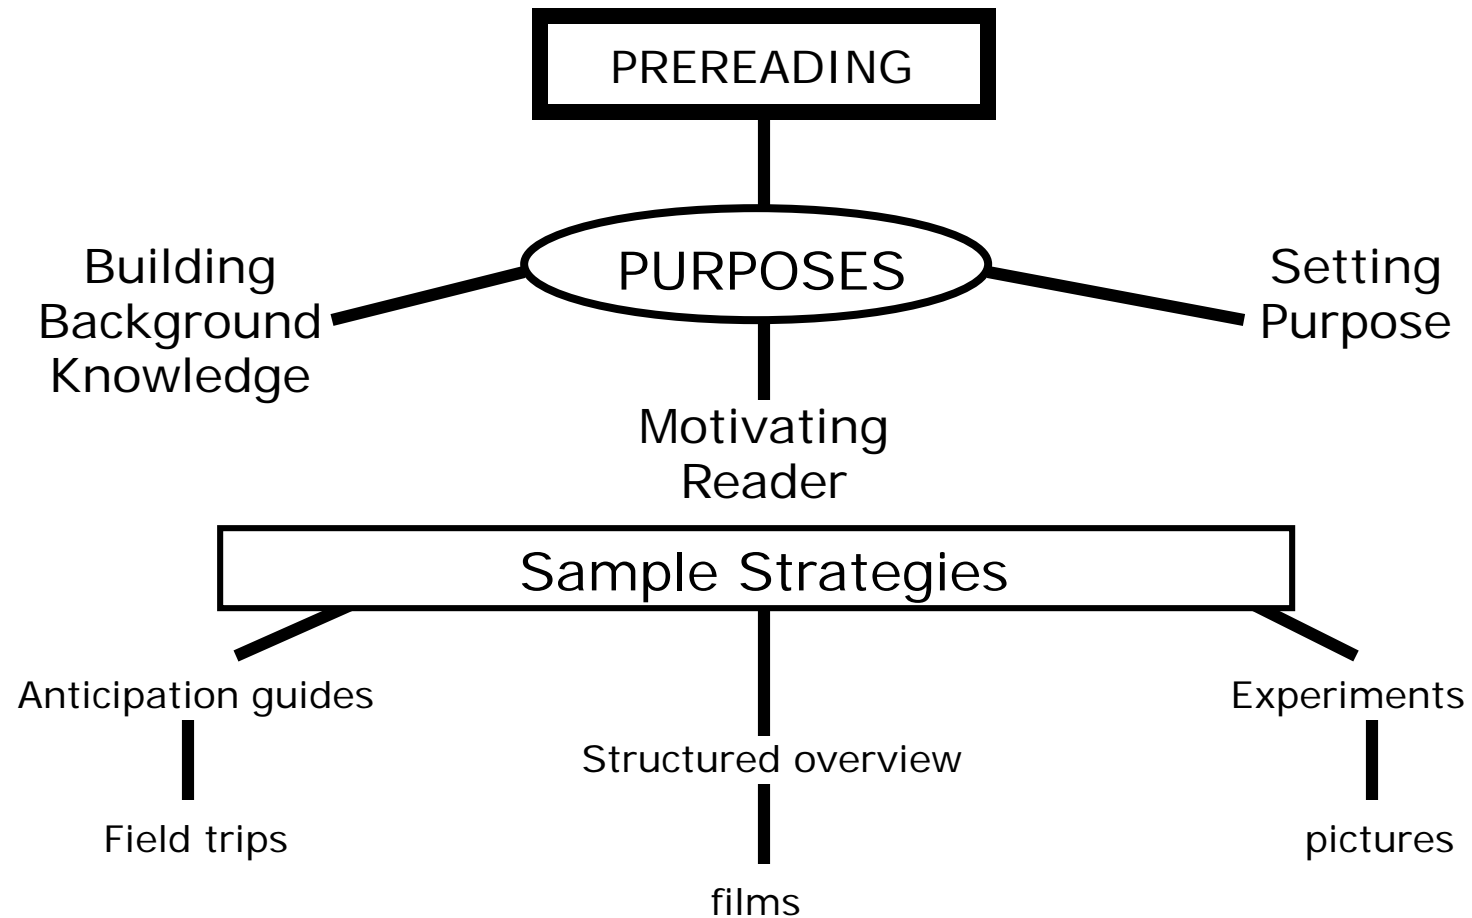 PREREADING
PURPOSES
Building
Background
Knowledge
Setting
Purpose
Motivating
Reader
Sample Strategies
Anticipation guides
Field trips
Structured overview
films
Experiments
pictures